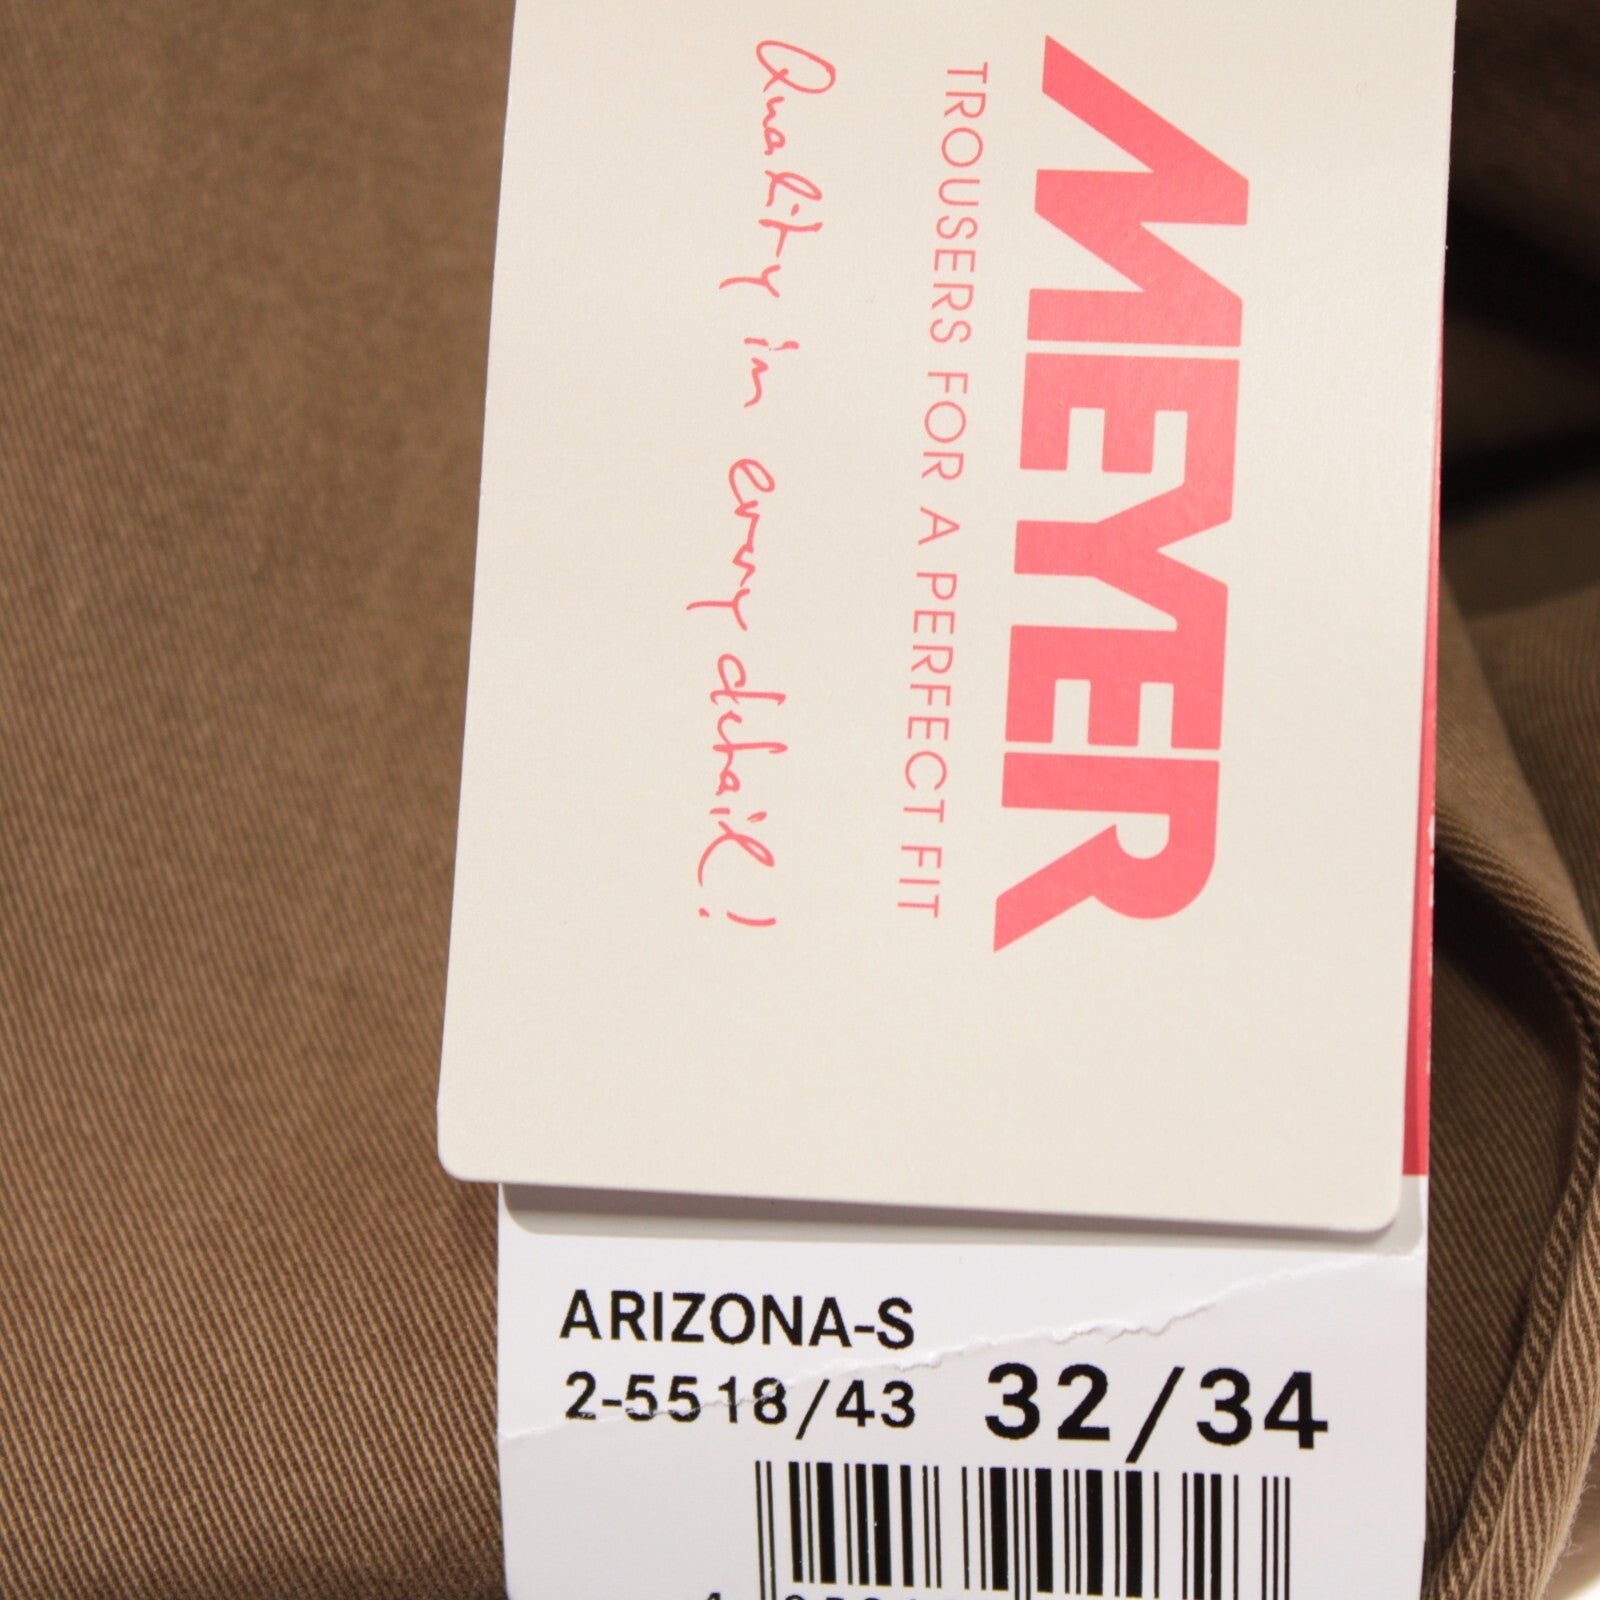 MEYER
TROUSERS FOR A PERFECT FIT
Quality in every detail!
ARIZONA-S
2-5518/43 32/34